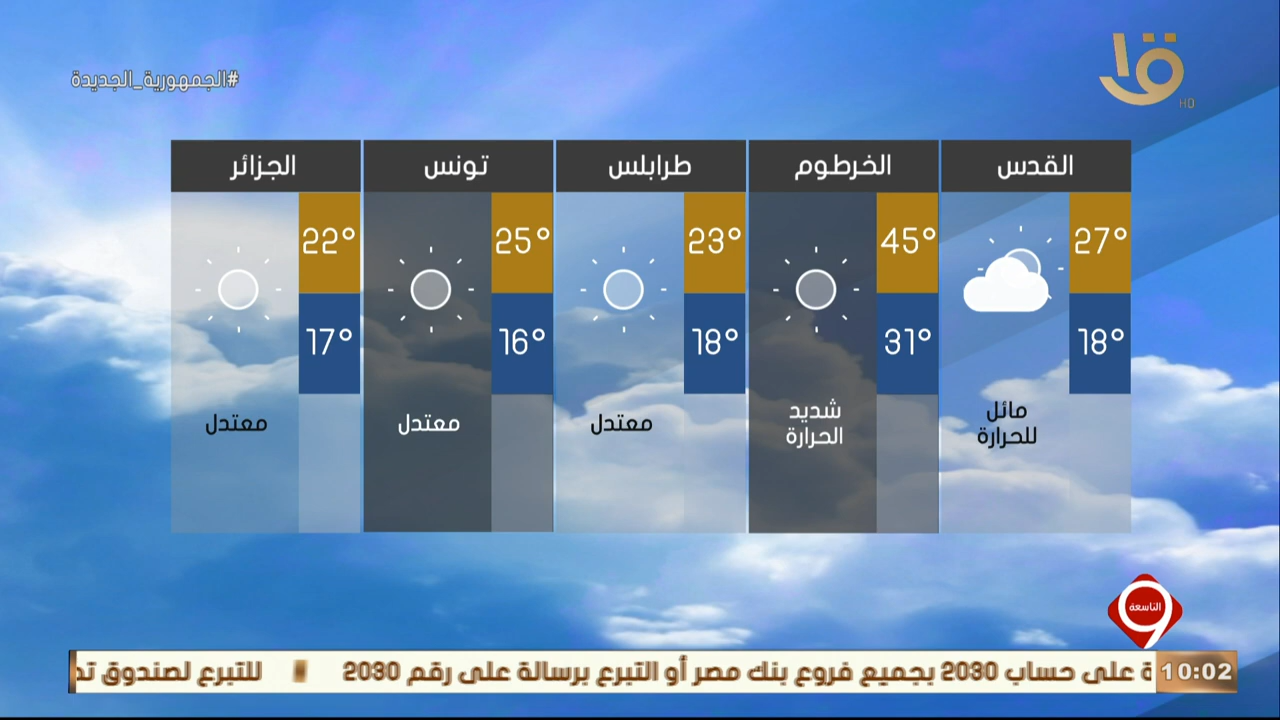 #الجمهورية_الجديدة
HD
القدس
27°
18°
مائل
للحرارة
الخرطوم
45°
31°
شديد
الحرارة
طرابلس
23°
18°
معتدل
تونس
25°
16°
معتدل
الجزائر
22°
17°
معتدل
التاسعة
9
10:02
على حساب 2030 بجميع فروع بنك مصر أو التبرع برسالة على رقم 2030 للتبرع لصندوق